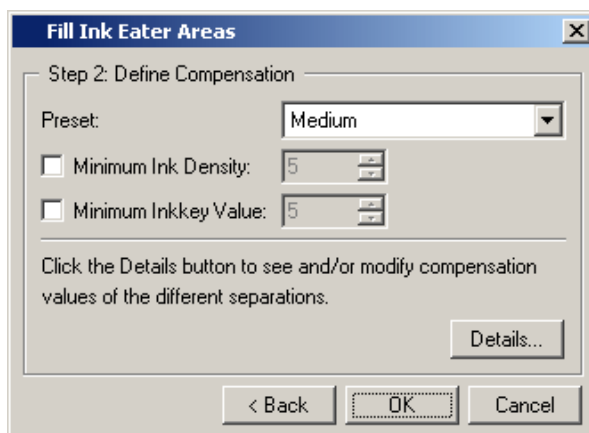 Fill Ink Eater Areas
Step 2: Define Compensation
Preset: Medium
Minimum Ink Density: 5
Minimum Inkkey Value: 5
Click the Details button to see and/or modify compensation
values of the different separations.
Details...
< Back OK Cancel